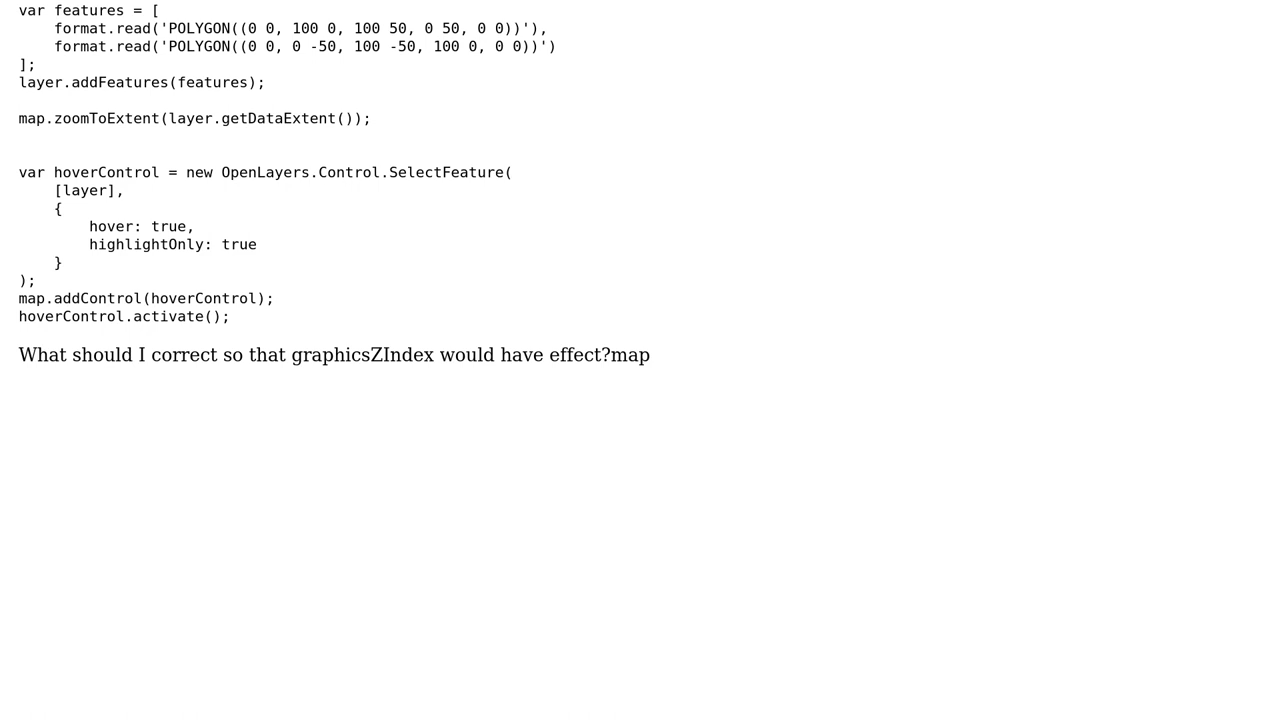 var features = [
    format.read('POLYGON((0 0, 100 0, 100 50, 0 50, 0 0))'),
    format.read('POLYGON((0 0, 0 -50, 100 -50, 100 0, 0 0))')
];
layer.addFeatures(features);

map.zoomToExtent(layer.getDataExtent());

var hoverControl = new OpenLayers.Control.SelectFeature(
    [layer],
    {
        hover: true,
        highlightOnly: true
    }
);
map.addControl(hoverControl);
hoverControl.activate();
What should I correct so that graphicsZIndex would have effect?map